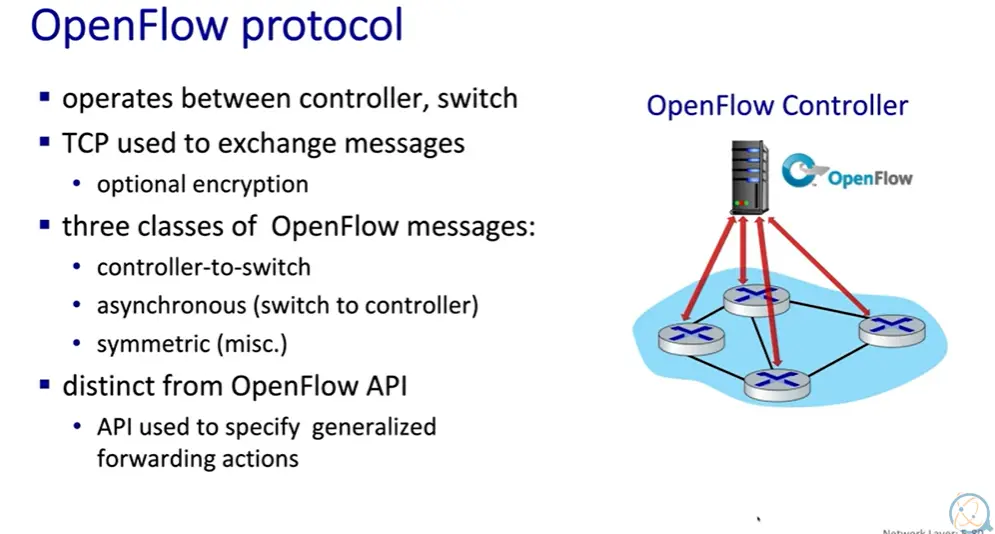 OpenFlow protocol
▪ operates between controller, switch
▪ TCP used to exchange messages
• optional encryption
▪ three classes of OpenFlow messages:
• controller-to-switch
• asynchronous (switch to controller)
• symmetric (misc.)
▪ distinct from OpenFlow API
• API used to specify generalized
forwarding actions
OpenFlow Controller
OpenFlow
Network Layer: